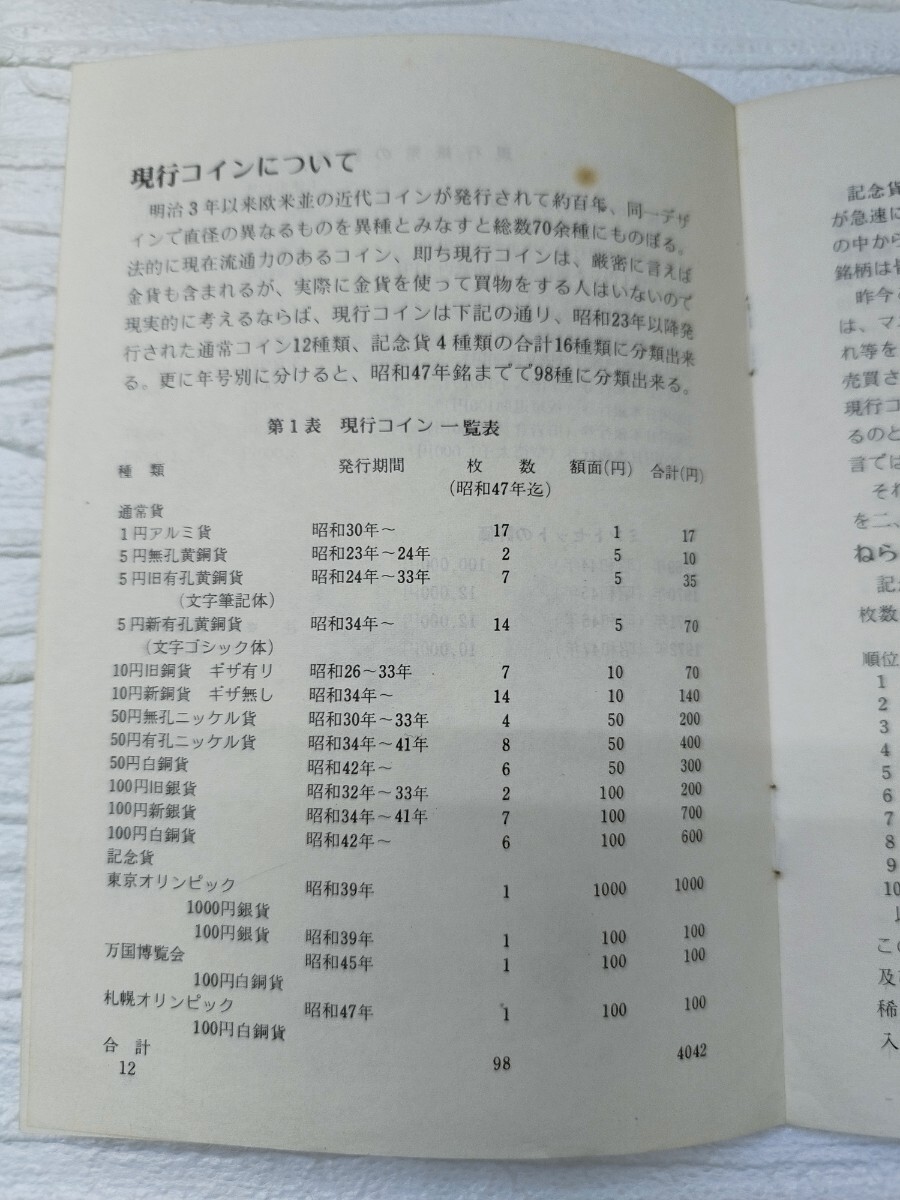 現行コインについて
明治3年以来欧米並の近代コインが発行されて約百年、同一デザ
インで直径の異なるものを異種とみなすと総数70余種にものぼる。
法的に現在流通力のあるコイン、即ち現行コインは、厳密に言えば
金貨も含まれるが、実際に金貨を使って買物をする人はいないので
現実的に考えるならば、現行コインは下記の通り、昭和23年以降発
行された通常コイン12種類、記念貨4種類の合計16種類に分類出来
る。更に年号別に分けると、昭和47年銘までで98種に分類出来る。
第1表 現行コイン一覧表
種類 発行期間 枚数 額面(円) 合計(円)
(昭和47年迄)
通常貨
1円アルミ貨 昭和30年～ 17 1 17
5円無孔黄銅貨 昭和23年～24年 2 5 10
5円旧有孔黄銅貨 昭和24年～33年 7 5 35
(文字筆記体)
5円新有孔黄銅貨 昭和34年～ 14 5 70
(文字ゴシック体)
10円旧銅貨 ギザ有リ 昭和26～33年 7 10 70
10円新銅貨 ギザ無し 昭和34年～ 14 10 140
50円無孔ニッケル貨 昭和30年～33年 4 50 200
50円有孔ニッケル貨 昭和34年～41年 8 50 400
50円白銅貨 昭和42年～ 6 50 300
100円旧銀貨 昭和32年～33年 2 100 200
100円新銀貨 昭和34年～41年 7 100 700
100円白銅貨 昭和42年～ 6 100 600
記念貨
東京オリンピック 昭和39年 1 1000 1000
1000円銀貨
100円銀貨 昭和39年 1 100 100
万国博覧会 昭和45年 1 100 100
100円白銅貨
札幌オリンピック 昭和47年 1 100 100
100円白銅貨
合計 98 4042
12
記念貨
が急速に
の中から
銘柄は
昨今
は、マ
れ等を
売買さ
現行コ
るのと
言では
それ
を二、
ねら
記
枚数
順位
1
2
3
4
5
6
7
8
9
10
この
及び
稀
入